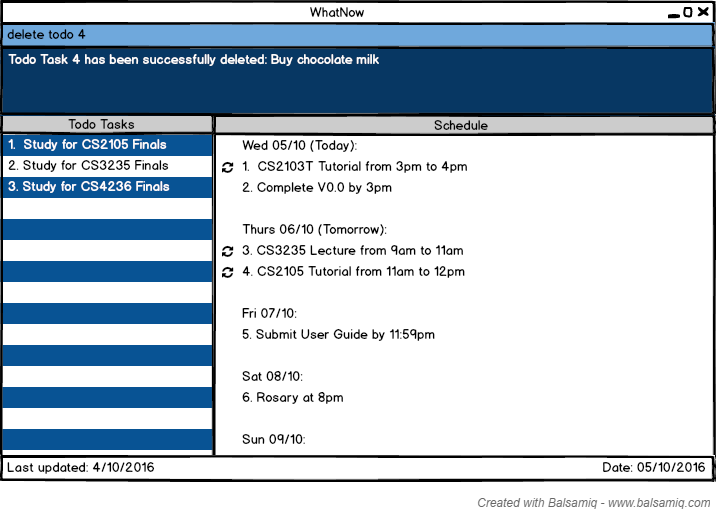 WhatNow
delete todo 4
Todo Task 4 has been successfully deleted: Buy chocolate milk
Todo Tasks
1. Study for CS2105 Finals
2. Study for CS3235 Finals
3. Study for CS4236 Finals
Schedule
Wed 05/10 (Today):
1. CS2103T Tutorial from 3pm to 4pm
2. Complete V0.0 by 3pm
Thurs 06/10 (Tomorrow):
3. CS3235 Lecture from 9am to 11am
4. CS2105 Tutorial from 11am to 12pm
Fri 07/10:
5. Submit User Guide by 11:59pm
Sat 08/10:
6. Rosary at 8pm
Sun 09/10:
Last updated: 4/10/2016
Date: 05/10/2016
Created with Balsamiq - www.balsamiq.com